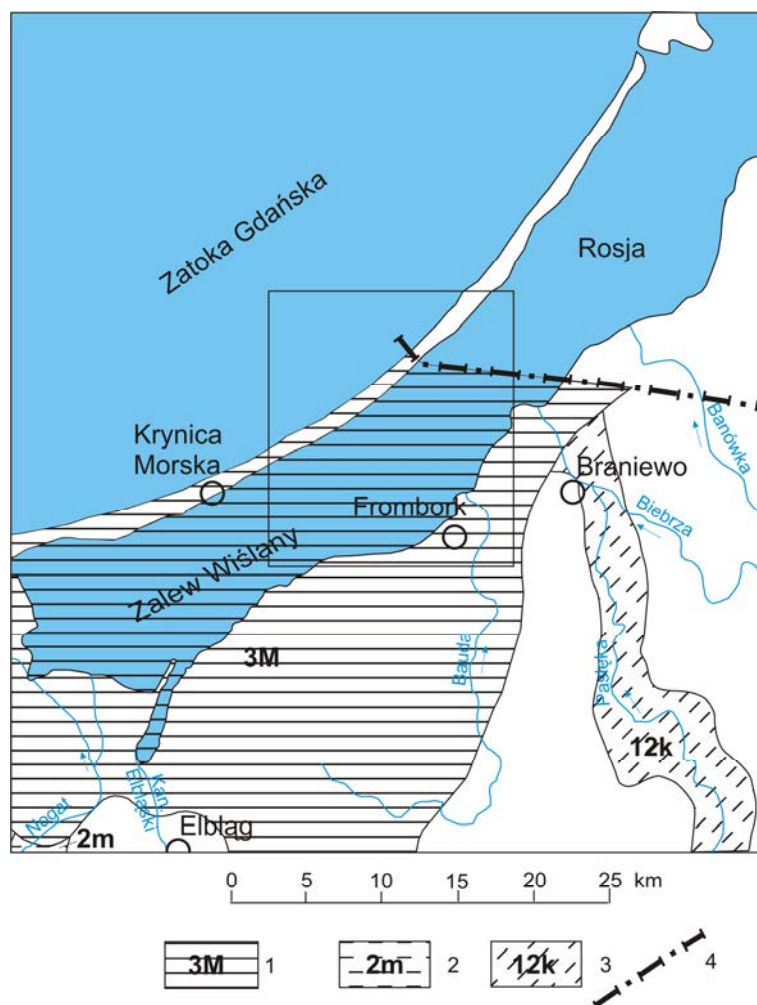 Zatoka Gdańska
Rosja
Krynica
Morska
Banówka
Braniewo
Biebrza
Frombork
Zalew Wiślany
3M
Bauda
Pasłęka
12k
Kan.
Elbląski
Nogat
2m
Elbląg
0 5 10 15 20 25 km
3M 1 2m 2 12k 3 4